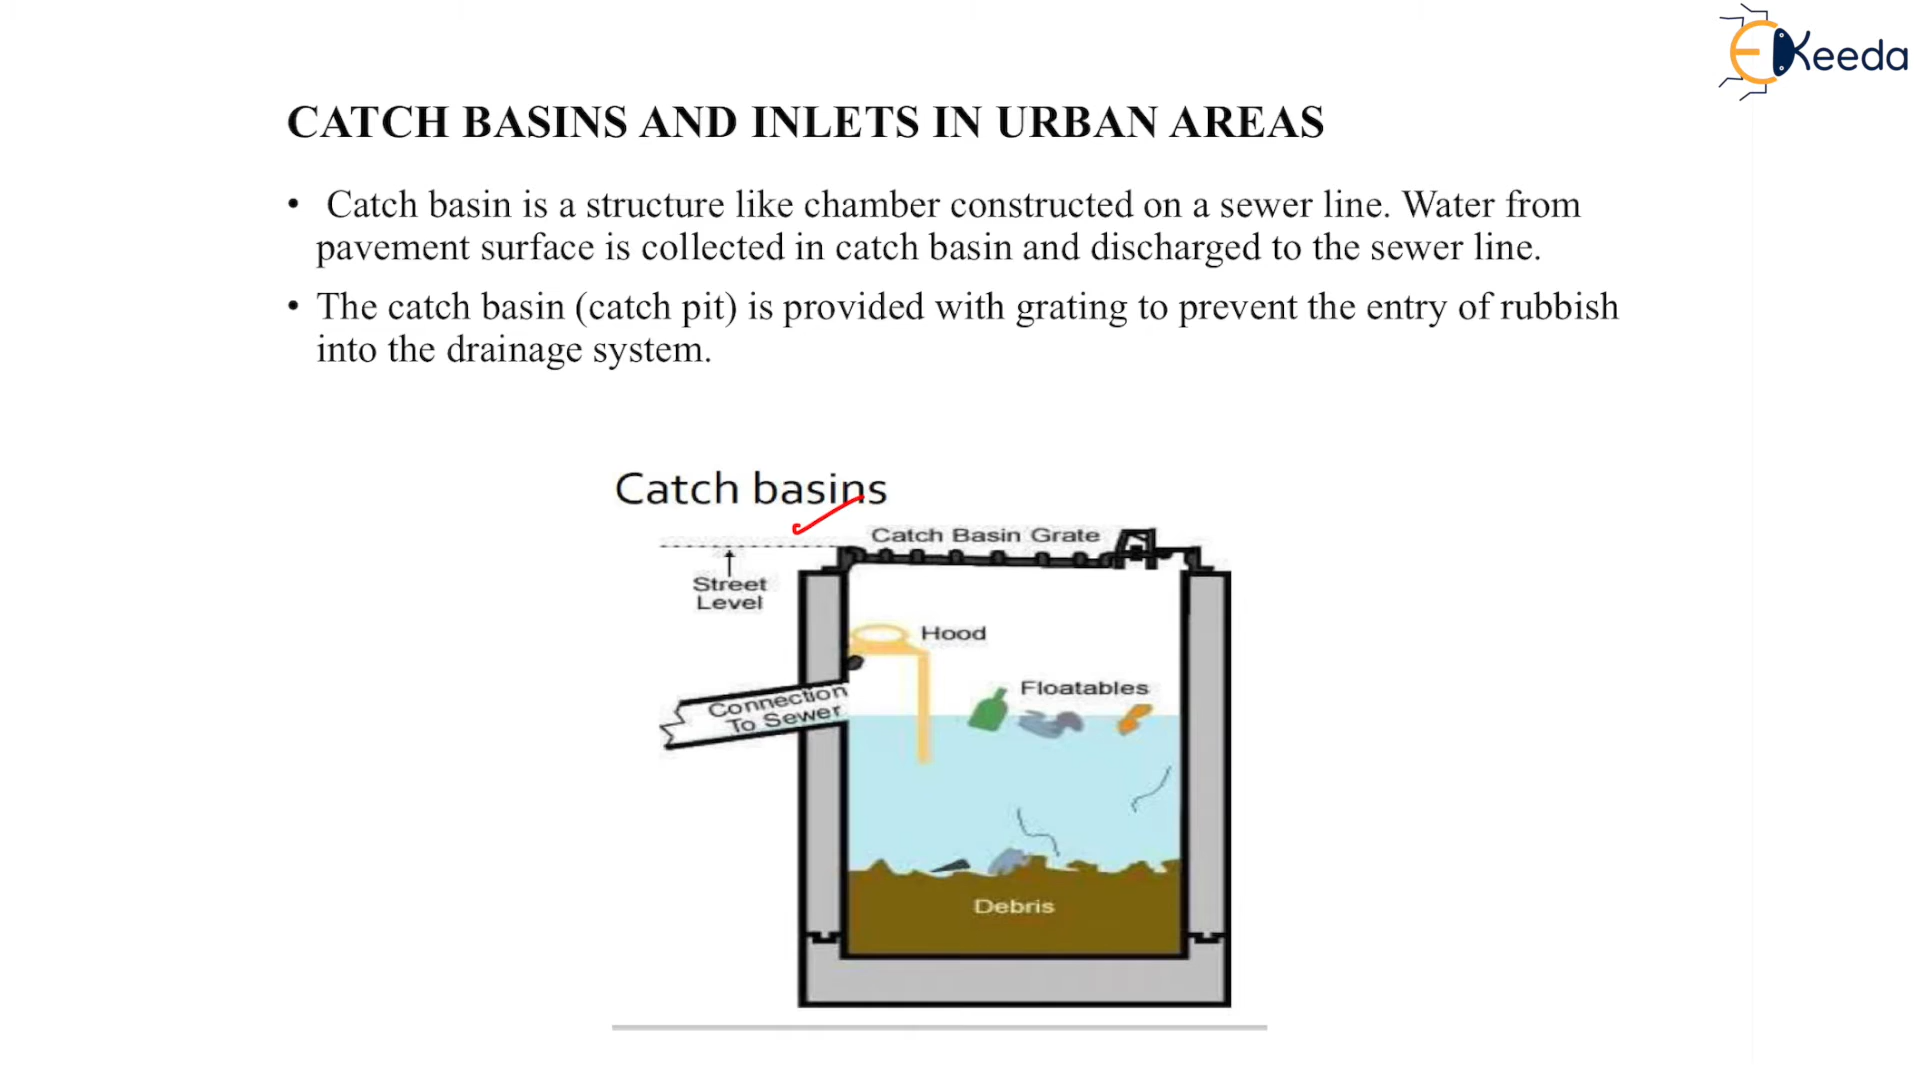 EKeeda
CATCH BASINS AND INLETS IN URBAN AREAS
• Catch basin is a structure like chamber constructed on a sewer line. Water from
pavement surface is collected in catch basin and discharged to the sewer line.
• The catch basin (catch pit) is provided with grating to prevent the entry of rubbish
into the drainage system.
Catch basins
Catch Basin Grate
Street
Level
Hood
Floatables
Connection
To Sewer
Debris